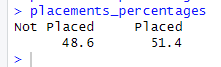 > placements_percentages
Not Placed     Placed
      48.6       51.4
>